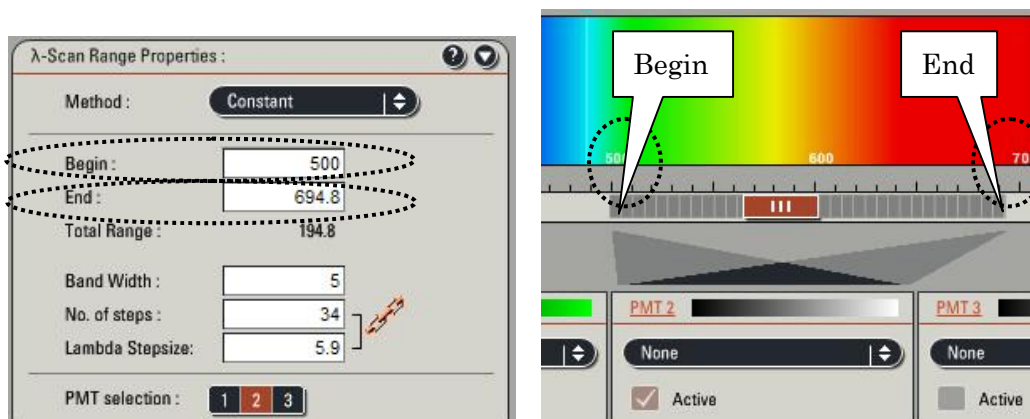 λ-Scan Range Properties :
Method : Constant
Begin : 500
End : 694.8
Total Range : 194.8
Band Width : 5
No. of steps : 34
Lambda Stepsize: 5.9
PMT selection : 1 2 3
Begin
End
500 600 70
PMT 2
None
Active
PMT 3
None
Active